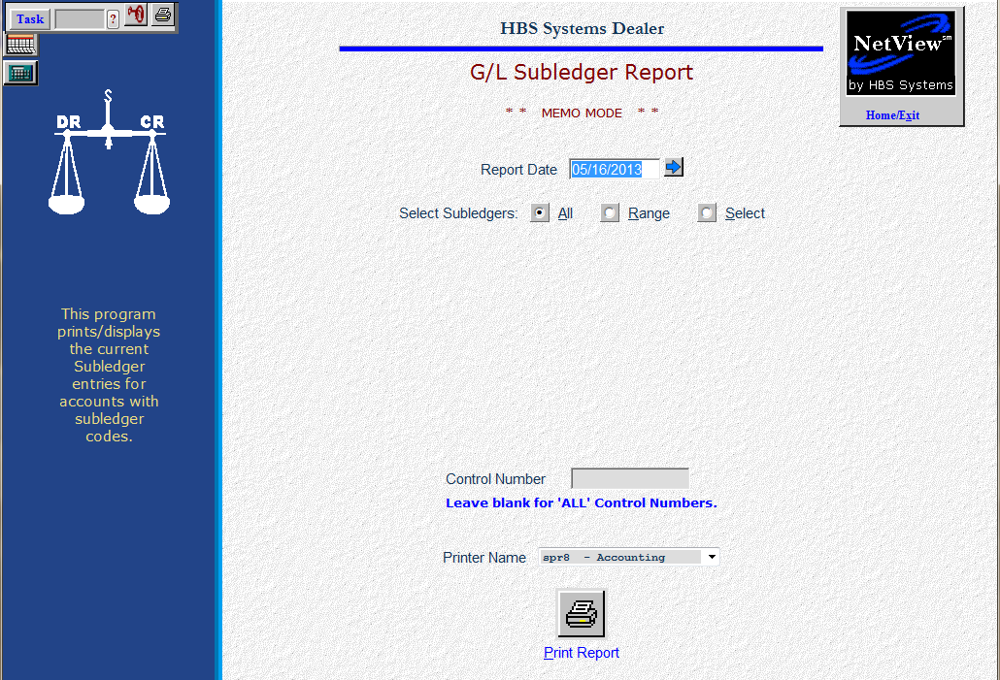 Task
?
HBS Systems Dealer
NetView SM
by HBS Systems
Home/Exit
G/L Subledger Report
* * MEMO MODE * *
DR CR
Report Date 05/16/2013
Select Subledgers: All Range Select
This program
prints/displays
the current
Subledger
entries for
accounts with
subledger
codes.
Control Number
Leave blank for 'ALL' Control Numbers.
Printer Name spr8 - Accounting
Print Report